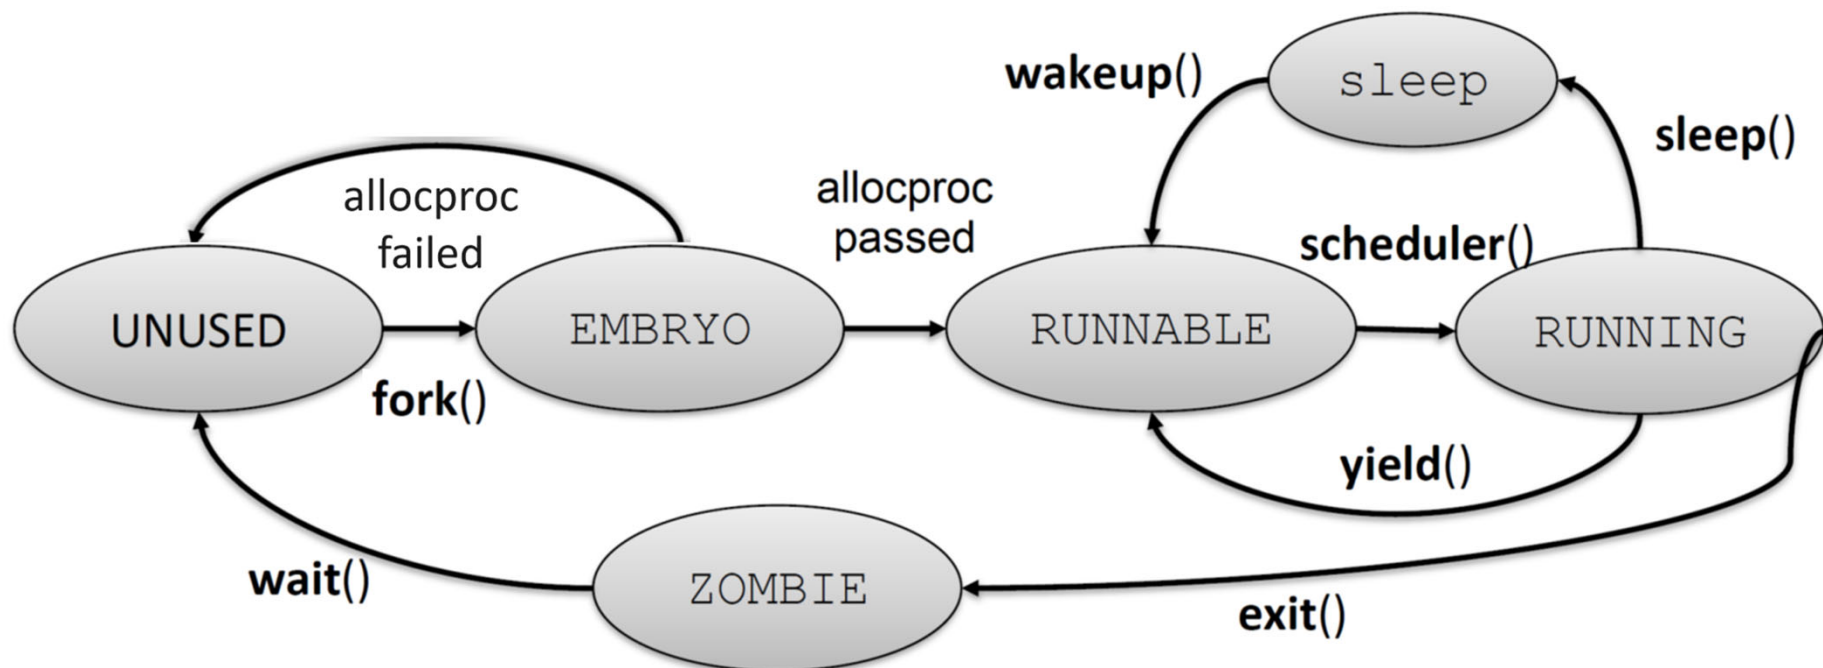 wakeup()
sleep
sleep()
allocproc
failed
allocproc
passed
scheduler()
UNUSED
EMBRYO
RUNNABLE
RUNNING
fork()
yield()
wait()
ZOMBIE
exit()